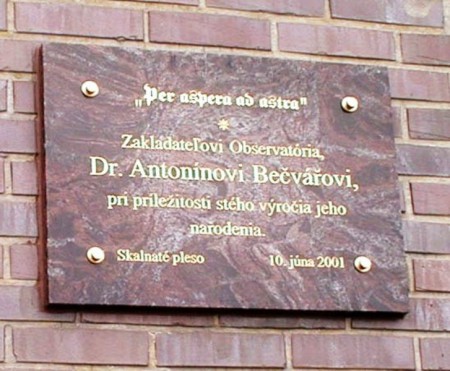 „Per aspera ad astra"
*
Zakladateľovi Observatória,
Dr. Antonínovi Bečvářovi,
pri príležitosti stého výročia jeho
narodenia.
Skalnaté pleso 10. júna 2001